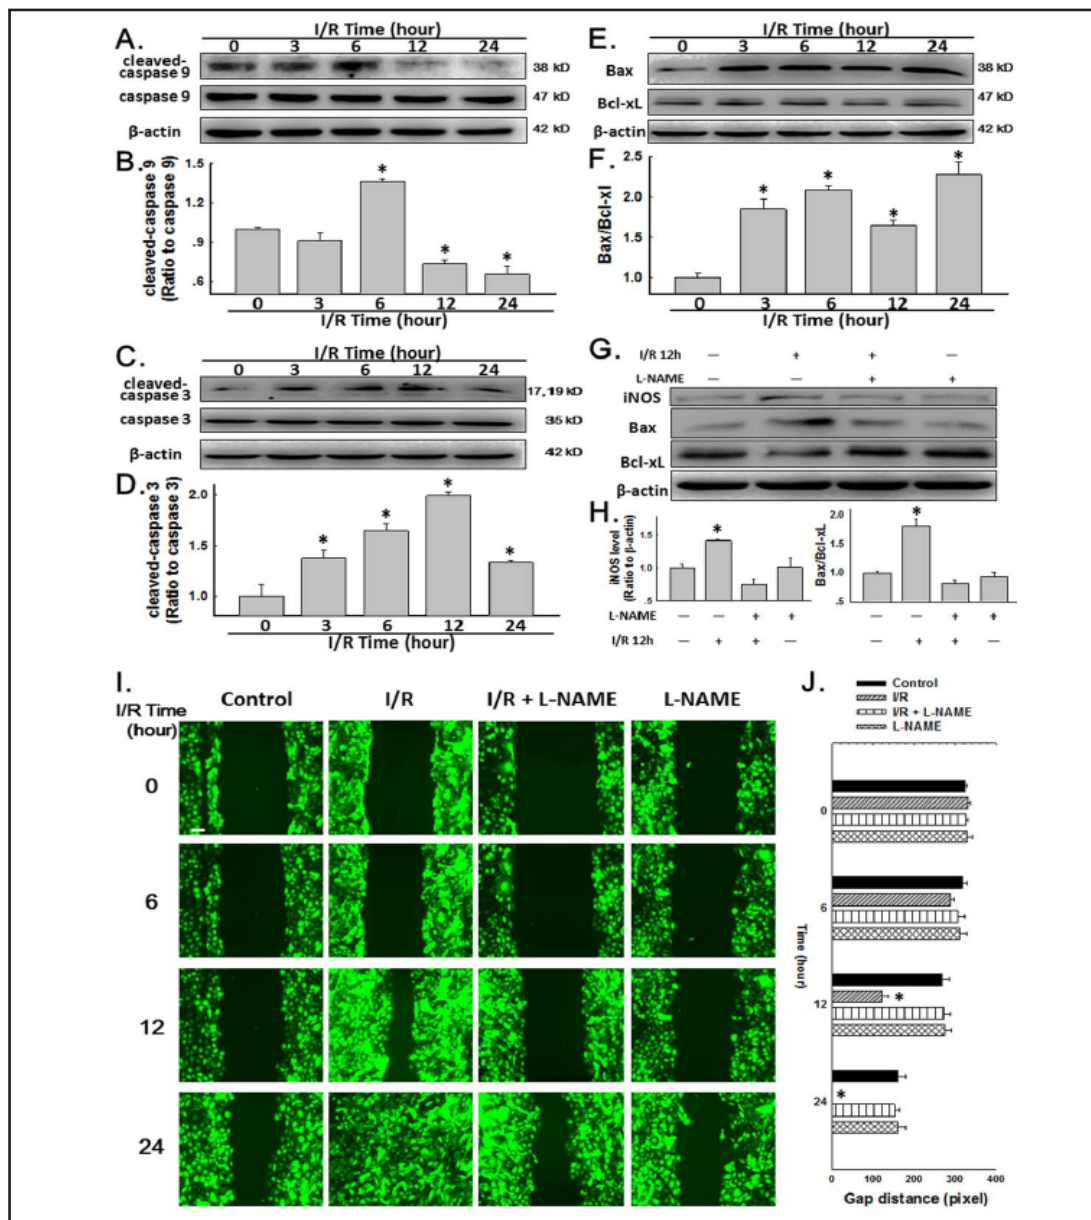 A.
I/R Time (hour)
0 3 6 12 24
cleaved-
caspase 9
38 kD
caspase 9
47 kD
β-actin
42 kD
B.
cleaved-caspase 9
(Ratio to caspase 9)
1.5
1.2
.9
.6
*
*
*
0 3 6 12 24
I/R Time (hour)
C.
I/R Time (hour)
0 3 6 12 24
cleaved-
caspase 3
17, 19 kD
caspase 3
35 kD
β-actin
42 kD
D.
cleaved-caspase 3
(Ratio to caspase 3)
2.0
1.5
1.0
*
*
*
*
0 3 6 12 24
I/R Time (hour)
E.
I/R Time (hour)
0 3 6 12 24
Bax
38 kD
Bcl-xL
47 kD
β-actin
42 kD
F.
Bax/Bcl-xl
2.5
2.0
1.5
1.0
*
*
*
*
0 3 6 12 24
I/R Time (hour)
G.
I/R 12h — + + —
L-NAME — — + +
iNOS
Bax
Bcl-xL
β-actin
H.
iNOS level
(Ratio to β-actin)
2.0
1.5
1.0
.5
*
L-NAME — — + +
I/R 12h — + + —
Bax/Bcl-xL
2.0
1.5
1.0
.5
*
— — + +
— + + —
I.
Control I/R I/R + L-NAME L-NAME
I/R Time
(hour)
0
6
12
24
J.
Control
I/R
I/R + L-NAME
L-NAME
Time (hour)
0
6
12
*
24
*
0 100 200 300 400
Gap distance (pixel)